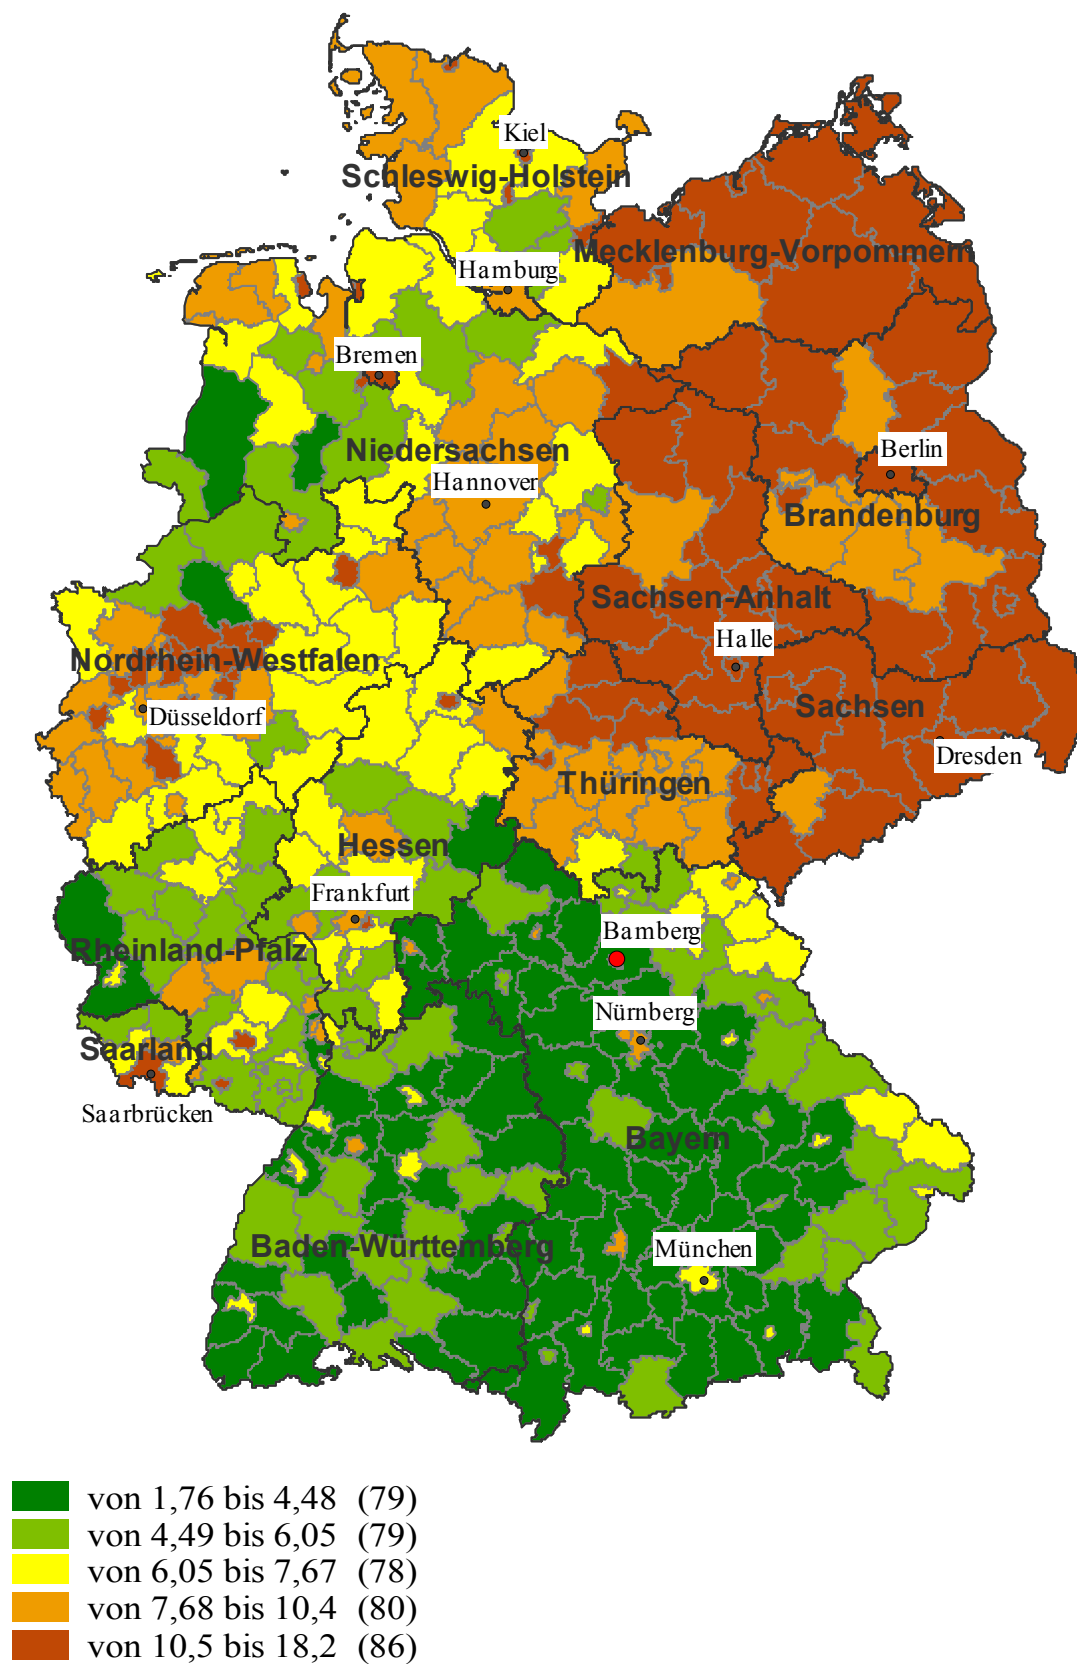 Kiel
Schleswig-Holstein
Mecklenburg-Vorpommern
Hamburg
Bremen
Niedersachsen
Hannover
Berlin
Brandenburg
Sachsen-Anhalt
Halle
Nordrhein-Westfalen
Düsseldorf
Sachsen
Dresden
Thüringen
Hessen
Frankfurt
Bamberg
Rheinland-Pfalz
Nürnberg
Saarland
Saarbrücken
Bayern
Baden-Württemberg
München
von 1,76 bis 4,48 (79)
von 4,49 bis 6,05 (79)
von 6,05 bis 7,67 (78)
von 7,68 bis 10,4 (80)
von 10,5 bis 18,2 (86)